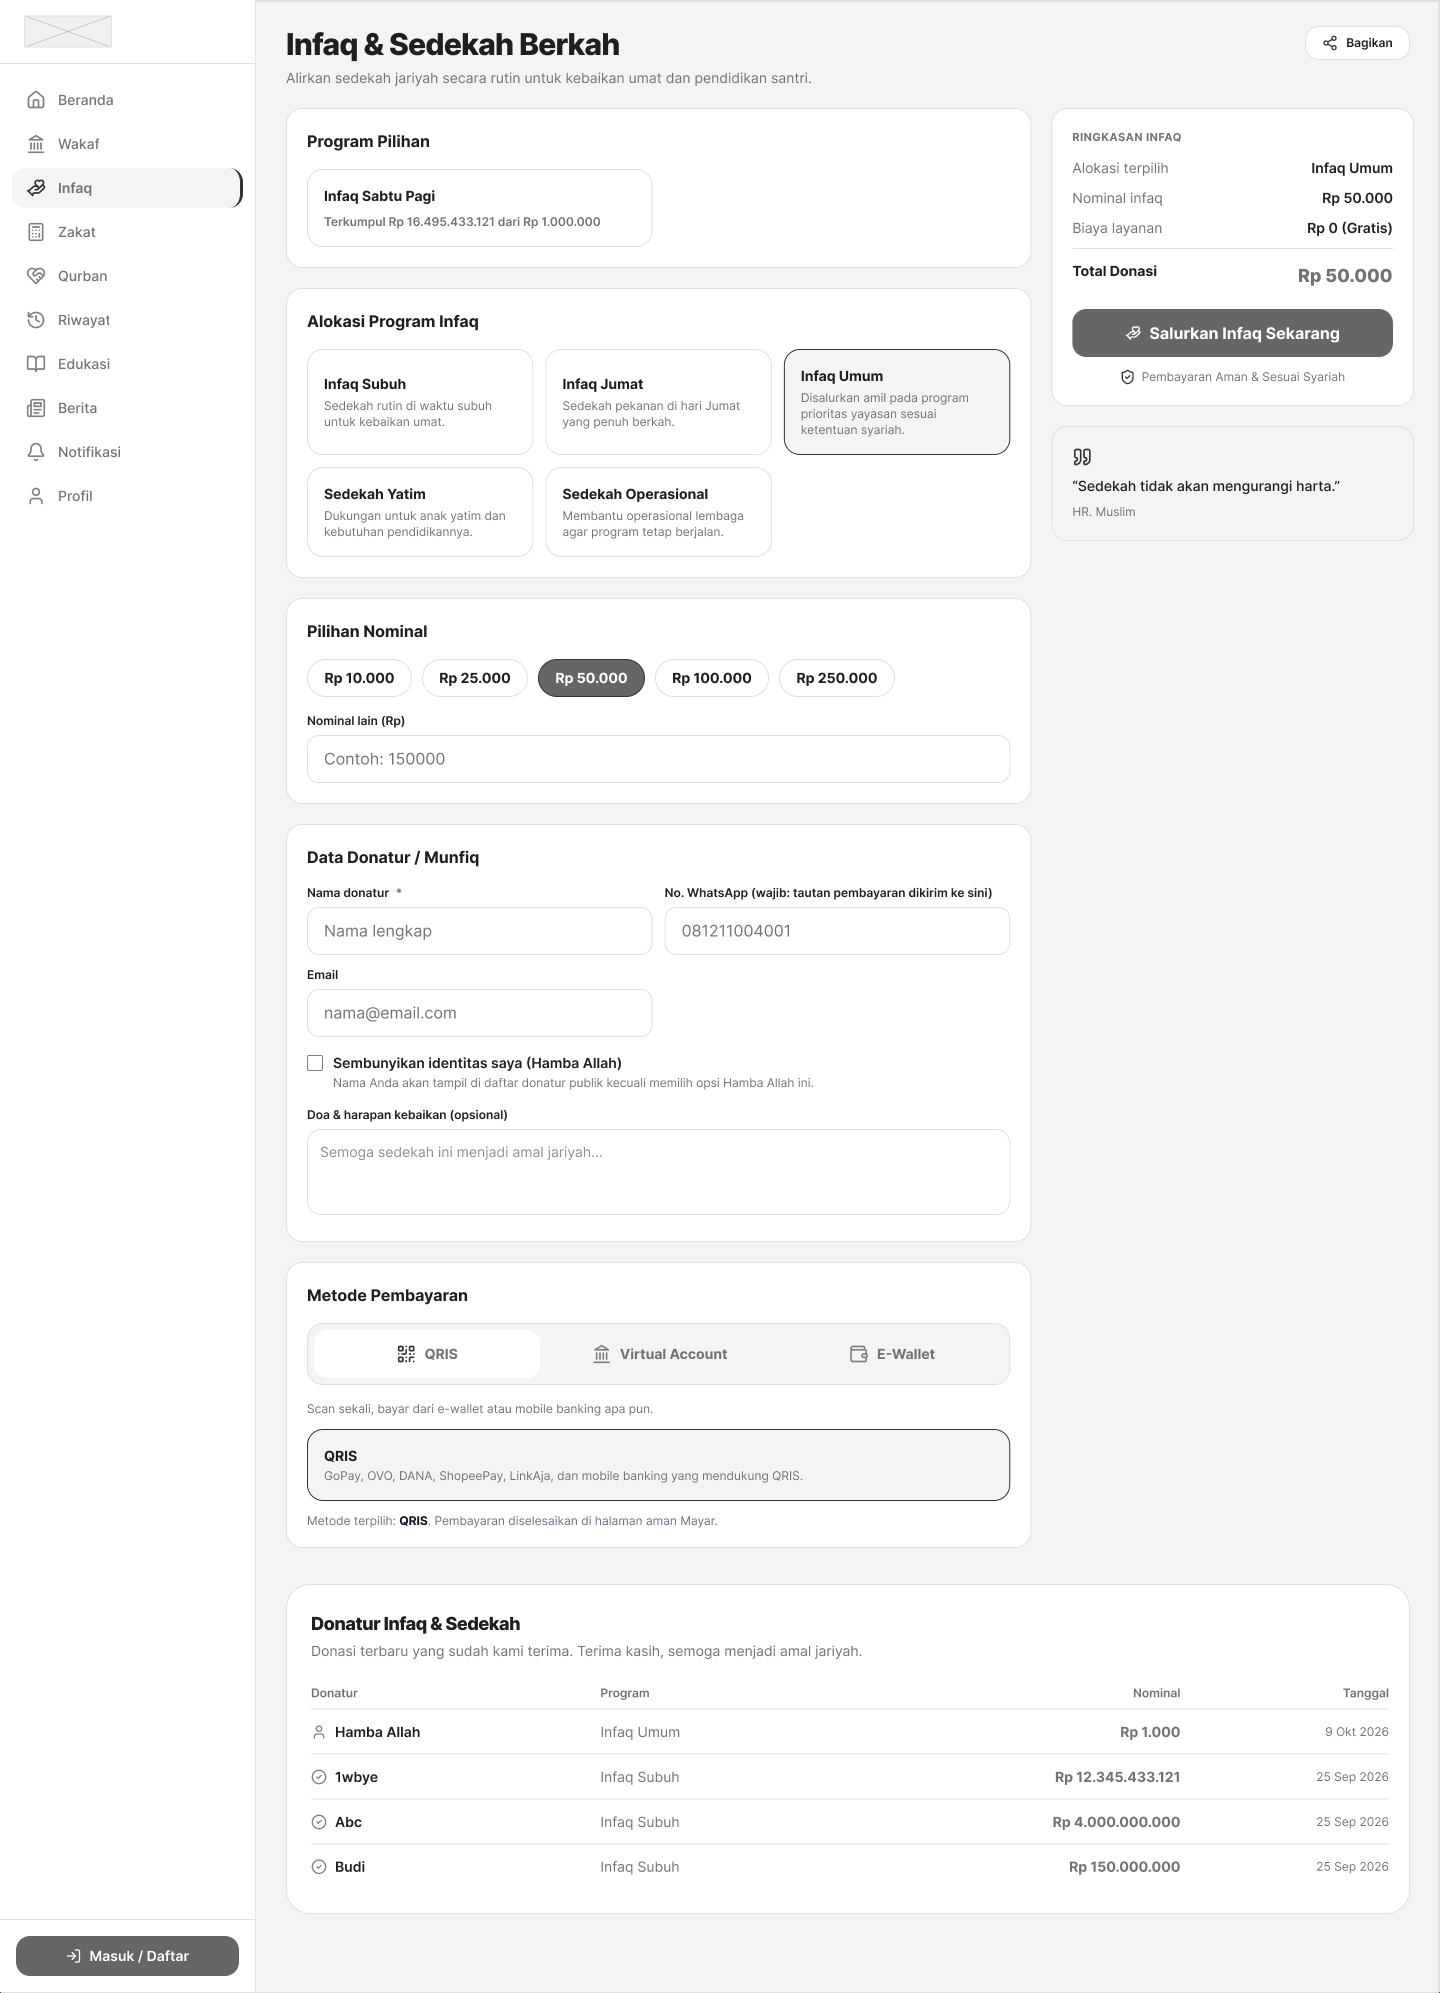 Infaq & Sedekah Berkah
Alirkan sedekah jariyah secara rutin untuk kebaikan umat dan pendidikan santri.
Bagikan
Beranda
Wakaf
Infaq
Zakat
Qurban
Riwayat
Edukasi
Berita
Notifikasi
Profil
Masuk / Daftar
Program Pilihan
Infaq Sabtu Pagi
Terkumpul Rp 16.495.433.121 dari Rp 1.000.000
Alokasi Program Infaq
Infaq Subuh
Sedekah rutin di waktu subuh
untuk kebaikan umat.
Infaq Jumat
Sedekah pekanan di hari Jumat
yang penuh berkah.
Infaq Umum
Disalurkan amil pada program
prioritas yayasan sesuai
ketentuan syariah.
Sedekah Yatim
Dukungan untuk anak yatim dan
kebutuhan pendidikannya.
Sedekah Operasional
Membantu operasional lembaga
agar program tetap berjalan.
Pilihan Nominal
Rp 10.000
Rp 25.000
Rp 50.000
Rp 100.000
Rp 250.000
Nominal lain (Rp)
Contoh: 150000
Data Donatur / Munfiq
Nama donatur *
Nama lengkap
No. WhatsApp (wajib: tautan pembayaran dikirim ke sini)
081211004001
Email
nama@email.com
Sembunyikan identitas saya (Hamba Allah)
Nama Anda akan tampil di daftar donatur publik kecuali memilih opsi Hamba Allah ini.
Doa & harapan kebaikan (opsional)
Semoga sedekah ini menjadi amal jariyah...
Metode Pembayaran
QRIS
Virtual Account
E-Wallet
Scan sekali, bayar dari e-wallet atau mobile banking apa pun.
QRIS
GoPay, OVO, DANA, ShopeePay, LinkAja, dan mobile banking yang mendukung QRIS.
Metode terpilih: QRIS. Pembayaran diselesaikan di halaman aman Mayar.
RINGKASAN INFAQ
Alokasi terpilih Infaq Umum
Nominal infaq Rp 50.000
Biaya layanan Rp 0 (Gratis)
Total Donasi Rp 50.000
Salurkan Infaq Sekarang
Pembayaran Aman & Sesuai Syariah
“Sedekah tidak akan mengurangi harta.”
HR. Muslim
Donatur Infaq & Sedekah
Donasi terbaru yang sudah kami terima. Terima kasih, semoga menjadi amal jariyah.
Donatur Program Nominal Tanggal
Hamba Allah Infaq Umum Rp 1.000 9 Okt 2026
1wbye Infaq Subuh Rp 12.345.433.121 25 Sep 2026
Abc Infaq Subuh Rp 4.000.000.000 25 Sep 2026
Budi Infaq Subuh Rp 150.000.000 25 Sep 2026